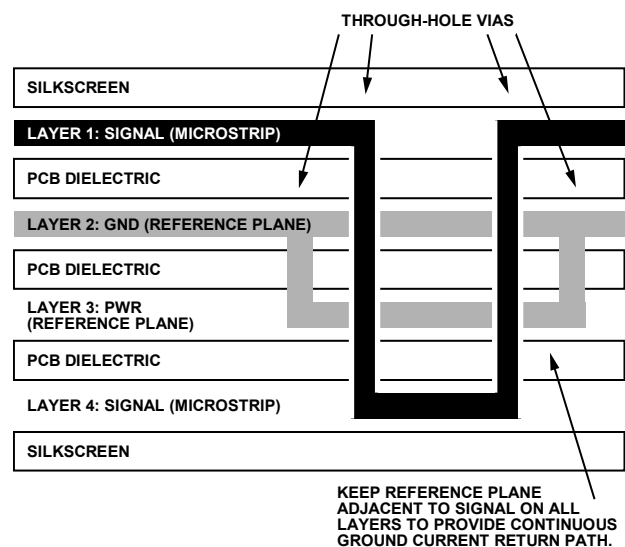 THROUGH-HOLE VIAS
SILKSCREEN
LAYER 1: SIGNAL (MICROSTRIP)
PCB DIELECTRIC
LAYER 2: GND (REFERENCE PLANE)
PCB DIELECTRIC
LAYER 3: PWR
(REFERENCE PLANE)
PCB DIELECTRIC
LAYER 4: SIGNAL (MICROSTRIP)
SILKSCREEN
KEEP REFERENCE PLANE
ADJACENT TO SIGNAL ON ALL
LAYERS TO PROVIDE CONTINUOUS
GROUND CURRENT RETURN PATH.